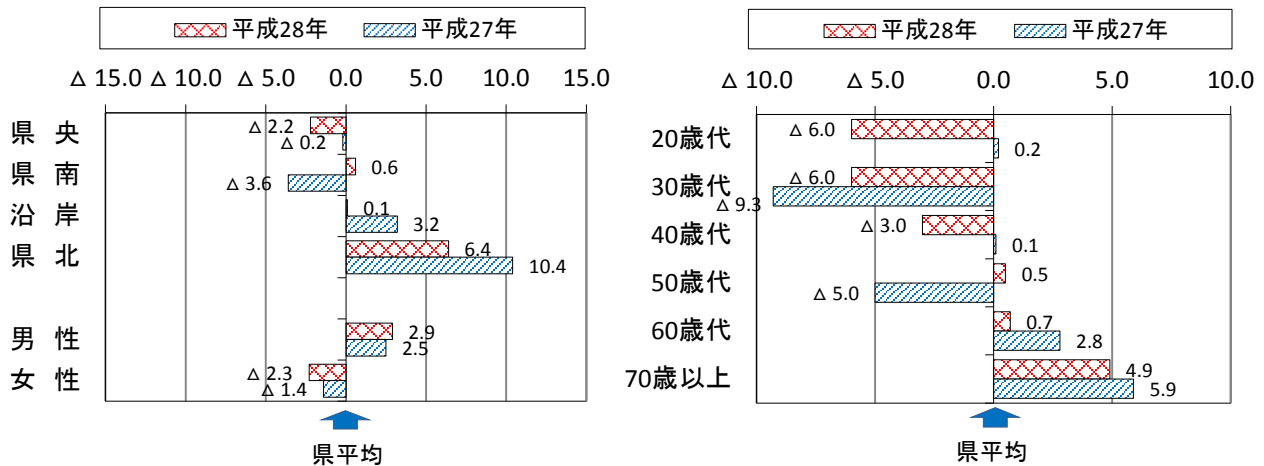 平成28年 平成27年
△ 15.0 △ 10.0 △ 5.0 0.0 5.0 10.0 15.0
県 央 △ 2.2
△ 0.2
県 南 0.6
△ 3.6
沿 岸 0.1
3.2
県 北 6.4
10.4
男 性 2.9
2.5
女 性 △ 2.3
△ 1.4
県平均
平成28年 平成27年
△ 10.0 △ 5.0 0.0 5.0 10.0
20歳代 △ 6.0
0.2
30歳代 △ 6.0
△ 9.3
40歳代 △ 3.0
0.1
50歳代 0.5
△ 5.0
60歳代 0.7
2.8
70歳以上 4.9
5.9
県平均